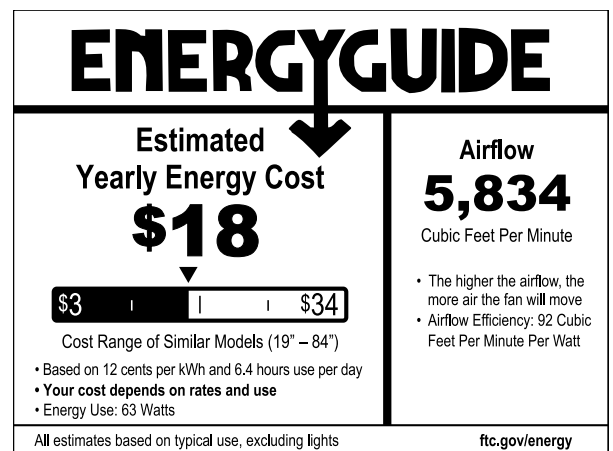 ENERGYGUIDE
Estimated
Yearly Energy Cost
$18
$3 $34
Cost Range of Similar Models (19” – 84”)
• Based on 12 cents per kWh and 6.4 hours use per day
• Your cost depends on rates and use
• Energy Use: 63 Watts
Airflow
5,834
Cubic Feet Per Minute
• The higher the airflow, the
more air the fan will move
• Airflow Efficiency: 92 Cubic
Feet Per Minute Per Watt
All estimates based on typical use, excluding lights
ftc.gov/energy